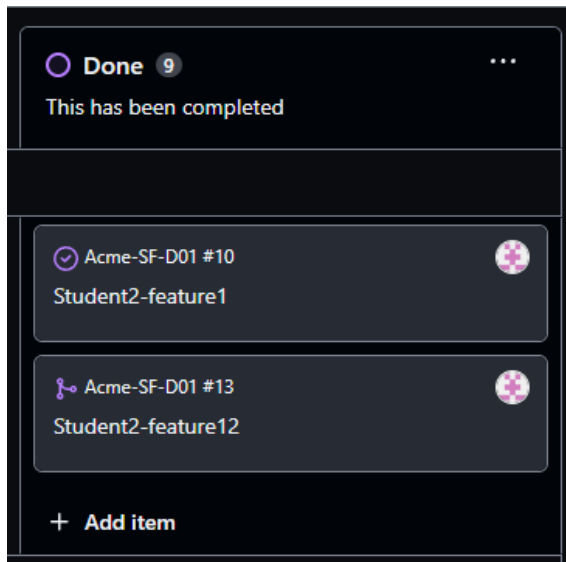 Done 9
This has been completed
Acme-SF-D01 #10
Student2-feature1
Acme-SF-D01 #13
Student2-feature12
+ Add item